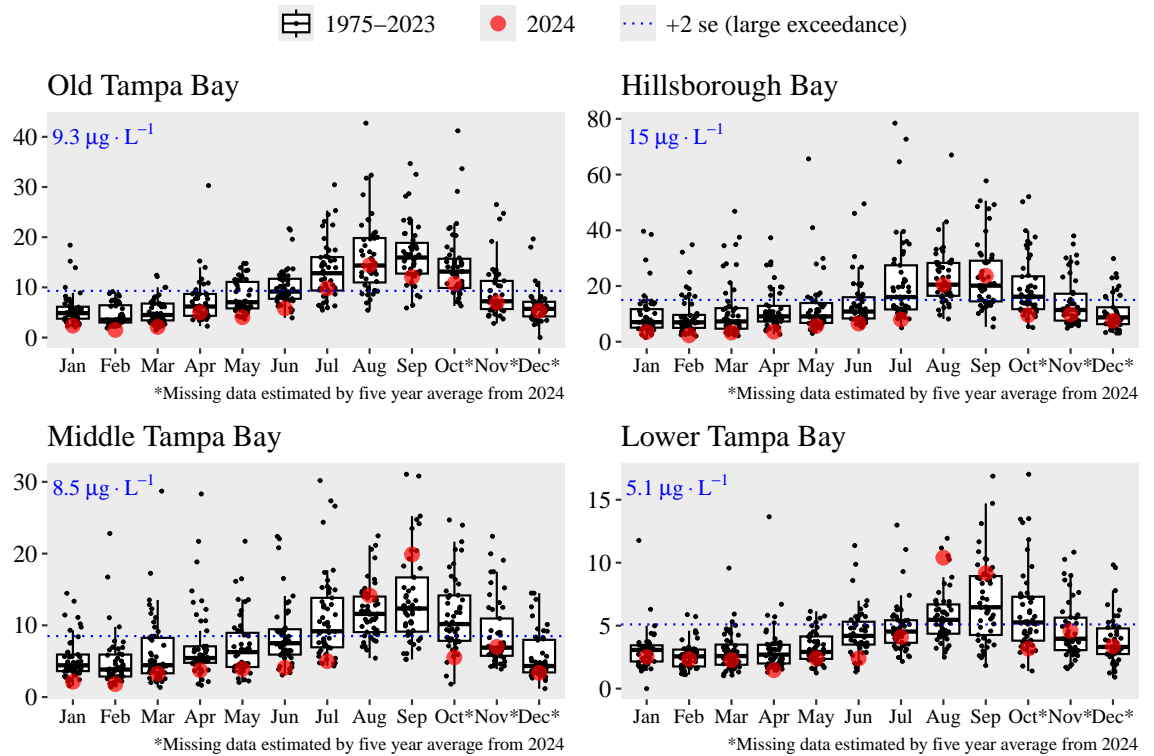 1975–2023 2024 +2 se (large exceedance)
Old Tampa Bay
9.3 µg · L⁻¹
40
30
20
10
0
Jan Feb Mar Apr May Jun Jul Aug Sep Oct* Nov* Dec*
*Missing data estimated by five year average from 2024
Hillsborough Bay
15 µg · L⁻¹
80
60
40
20
0
Jan Feb Mar Apr May Jun Jul Aug Sep Oct* Nov* Dec*
*Missing data estimated by five year average from 2024
Middle Tampa Bay
8.5 µg · L⁻¹
30
20
10
0
Jan Feb Mar Apr May Jun Jul Aug Sep Oct* Nov* Dec*
*Missing data estimated by five year average from 2024
Lower Tampa Bay
5.1 µg · L⁻¹
15
10
5
0
Jan Feb Mar Apr May Jun Jul Aug Sep Oct* Nov* Dec*
*Missing data estimated by five year average from 2024